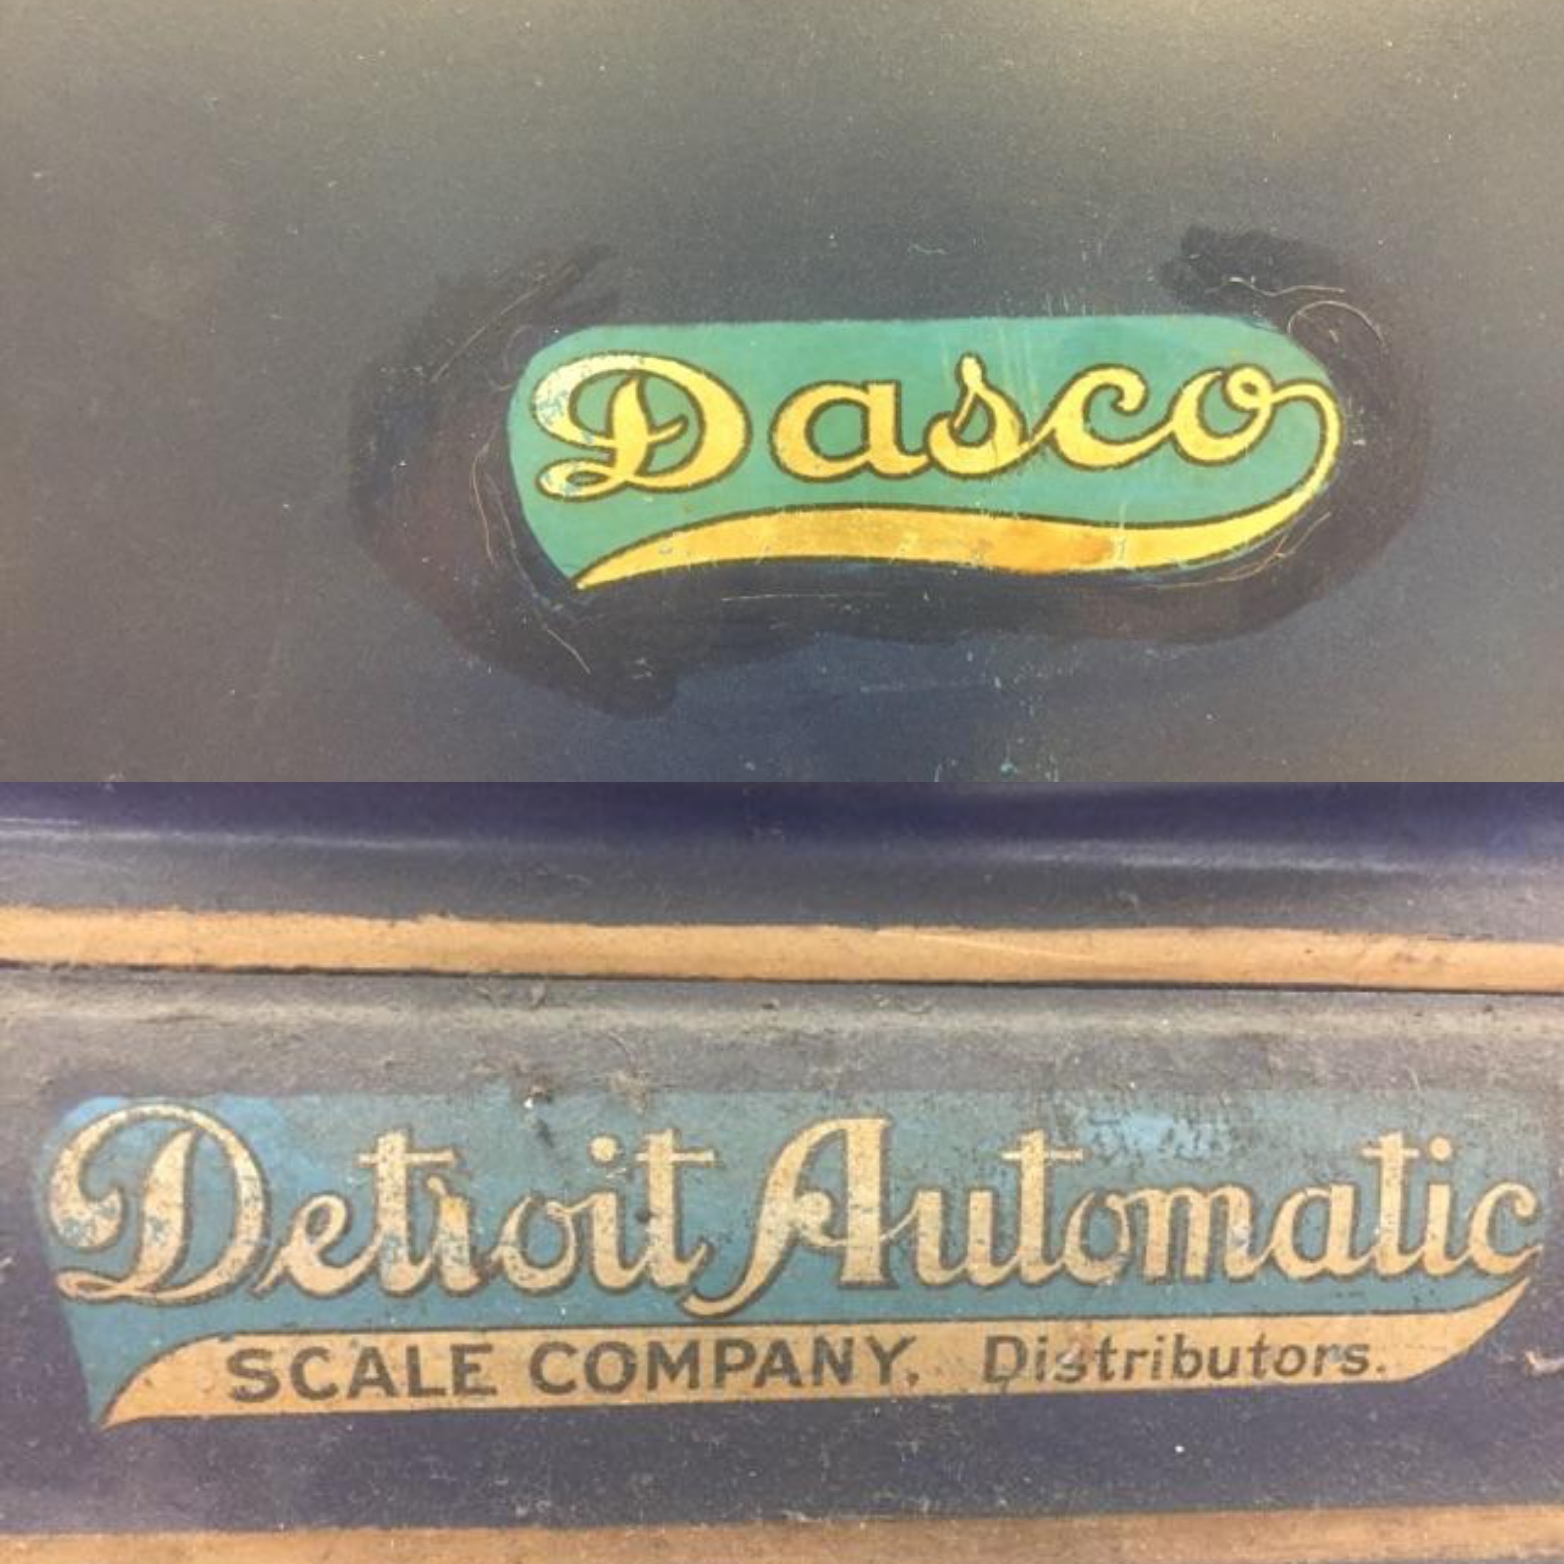 Dasco
Detroit Automatic
SCALE COMPANY. Distributors.